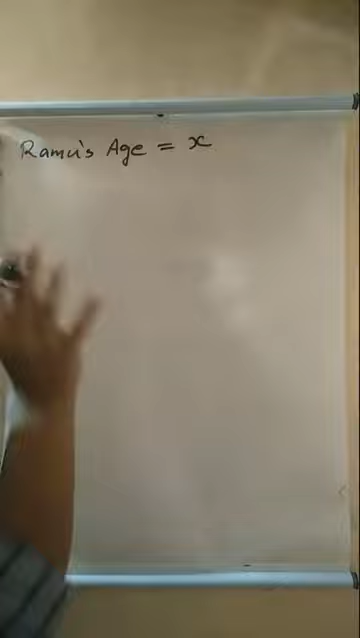 Ramu's Age = x